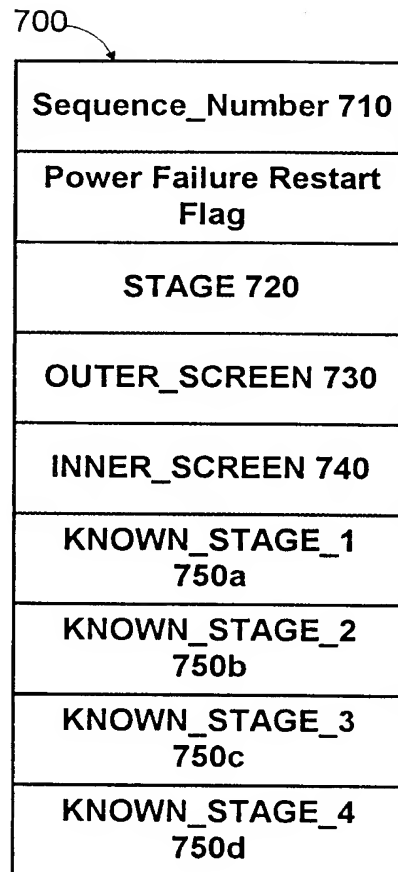 700
Sequence_Number 710
Power Failure Restart
Flag
STAGE 720
OUTER_SCREEN 730
INNER_SCREEN 740
KNOWN_STAGE_1
750a
KNOWN_STAGE_2
750b
KNOWN_STAGE_3
750c
KNOWN_STAGE_4
750d